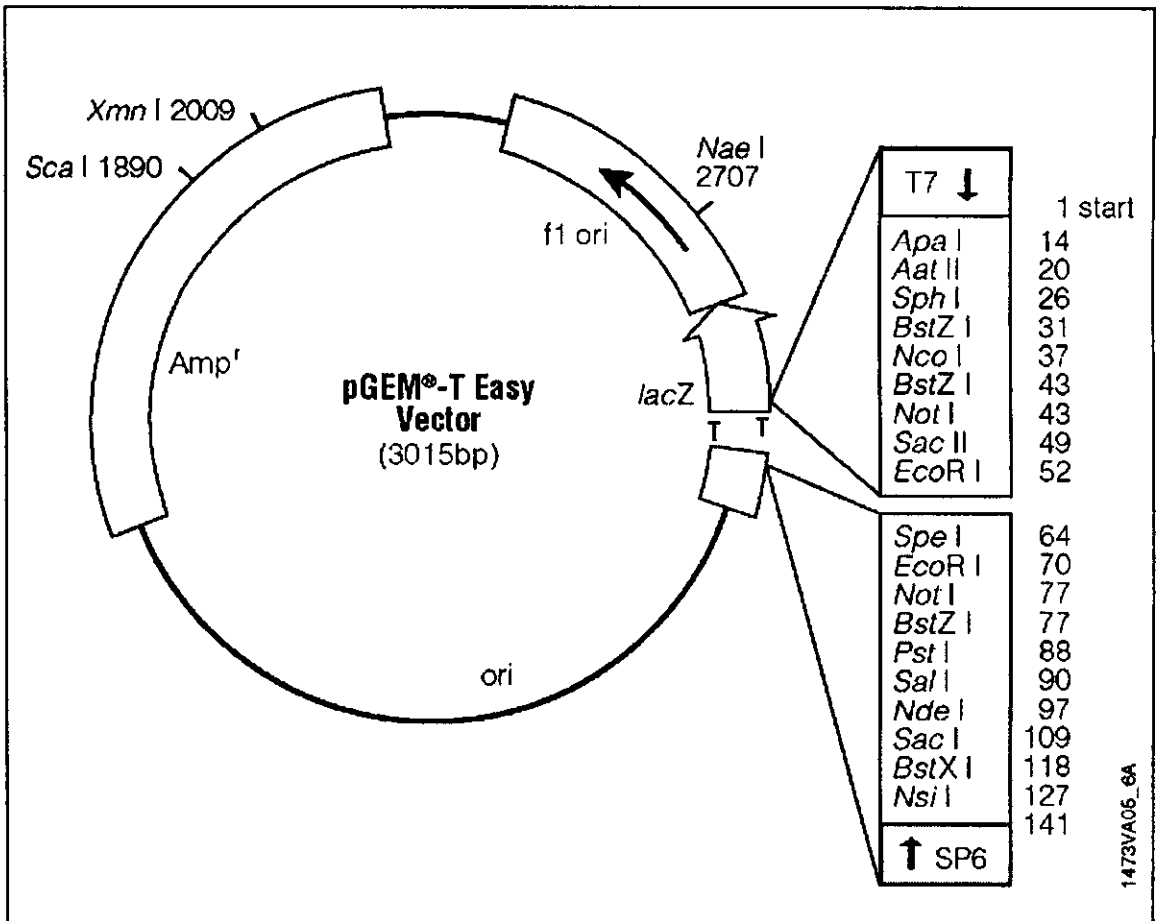 Xmn I 2009
Sca I 1890
Nae I
2707
f1 ori
Ampʳ
pGEM®-T Easy
Vector
(3015bp)
lacZ
T T
ori
T7 ↓
1 start
Apa I 14
Aat II 20
Sph I 26
BstZ I 31
Nco I 37
BstZ I 43
Not I 43
Sac II 49
EcoR I 52
Spe I 64
EcoR I 70
Not I 77
BstZ I 77
Pst I 88
Sal I 90
Nde I 97
Sac I 109
BstX I 118
Nsi I 127
141
↑ SP6
1473VA05_6A